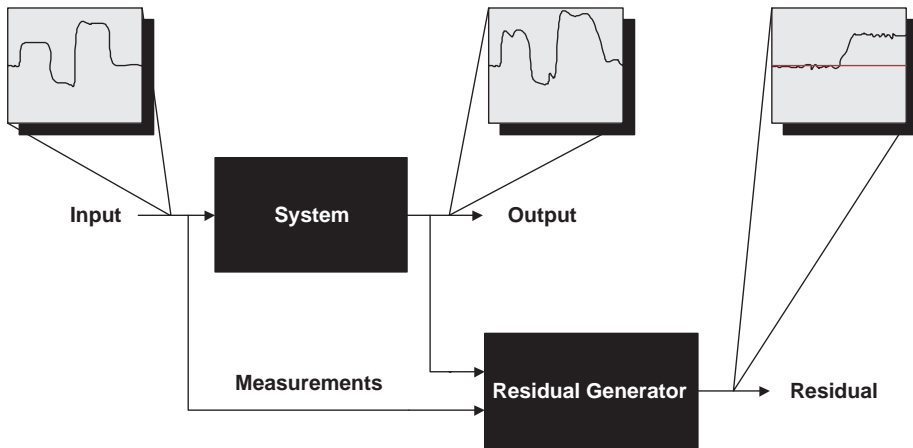 Input
System
Output
Measurements
Residual Generator
Residual